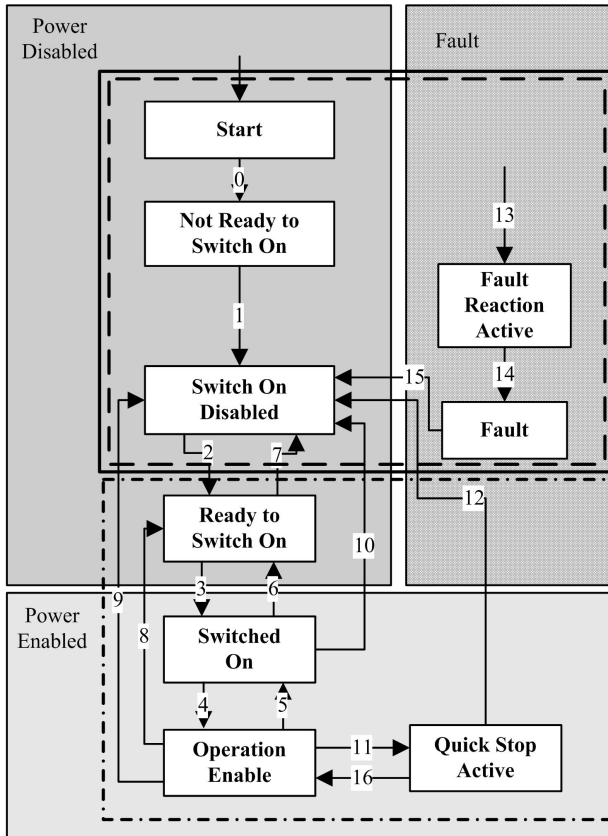 Power
Disabled
Fault
Start
0
Not Ready to
Switch On
13
1
Fault
Reaction
Active
15
14
Switch On
Disabled
Fault
2
7
12
Ready to
Switch On
10
3
6
9
8
Power
Enabled
Switched
On
4
5
Operation
Enable
11
16
Quick Stop
Active